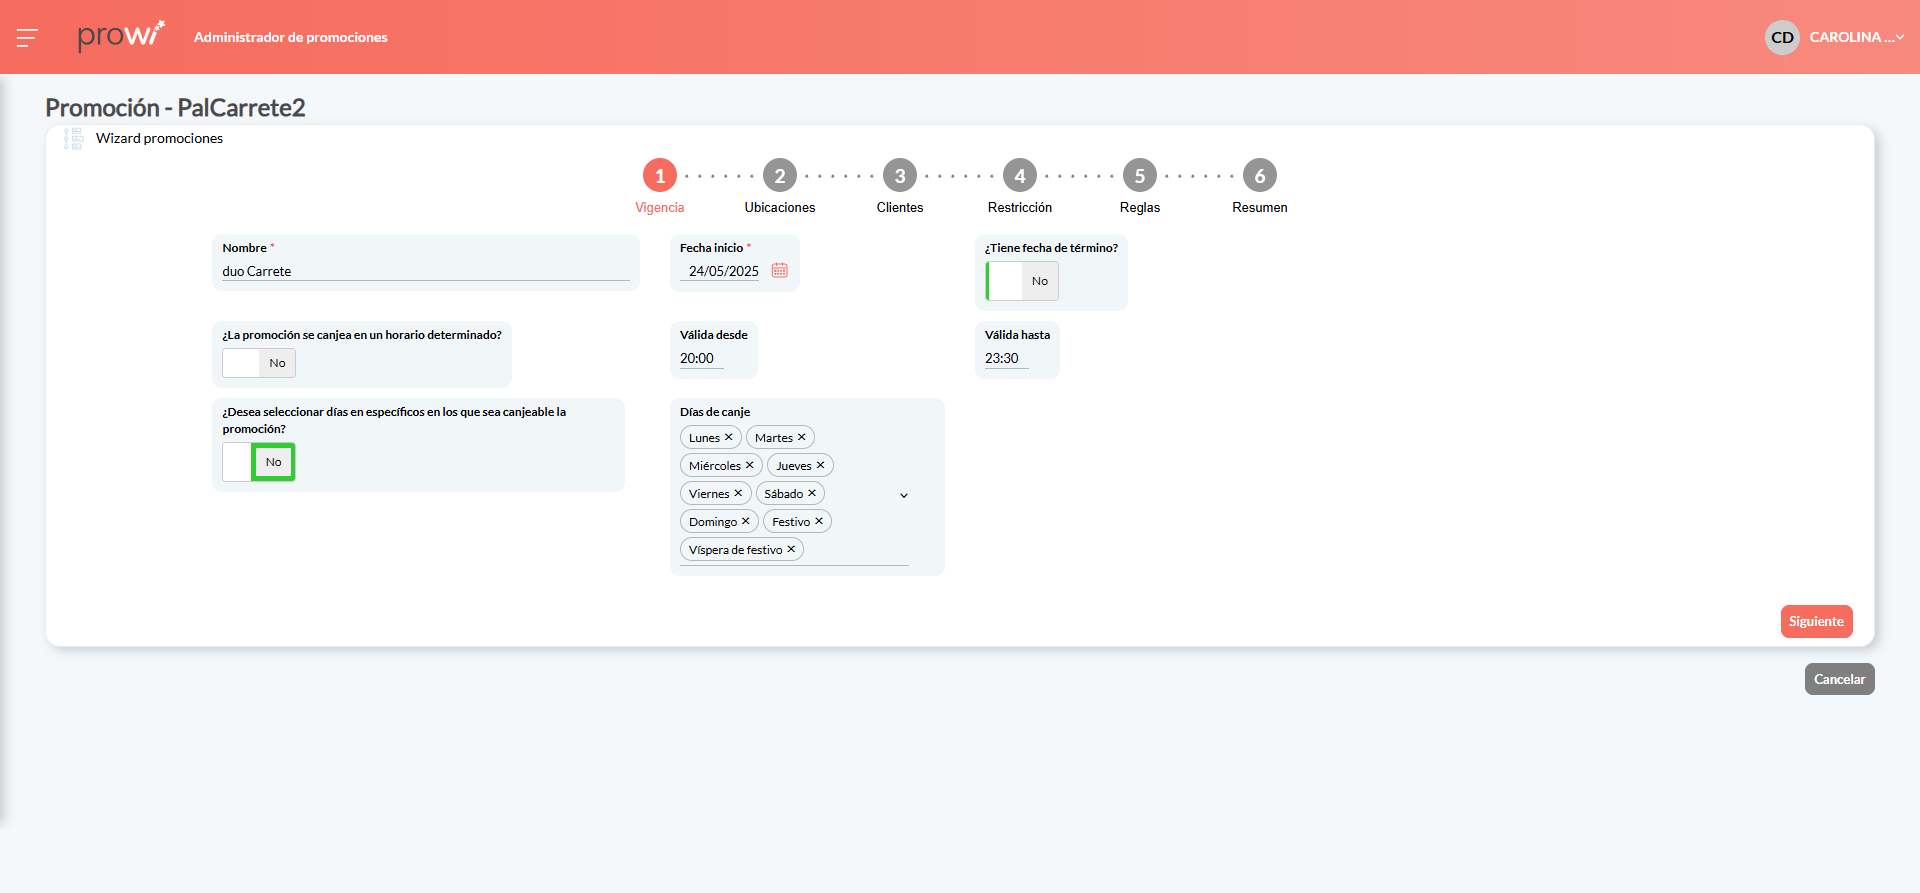 prowi
Administrador de promociones
CD
CAROLINA ...
Promoción - PalCarrete2
Wizard promociones
1
2
3
4
5
6
Vigencia
Ubicaciones
Clientes
Restricción
Reglas
Resumen
Nombre *
duo Carrete
Fecha inicio *
24/05/2025
¿Tiene fecha de término?
No
¿La promoción se canjea en un horario determinado?
No
Válida desde
20:00
Válida hasta
23:30
¿Desea seleccionar días en específicos en los que sea canjeable la
promoción?
No
Días de canje
Lunes ✕ Martes ✕
Miércoles ✕ Jueves ✕
Viernes ✕ Sábado ✕
Domingo ✕ Festivo ✕
Víspera de festivo ✕
Siguiente
Cancelar